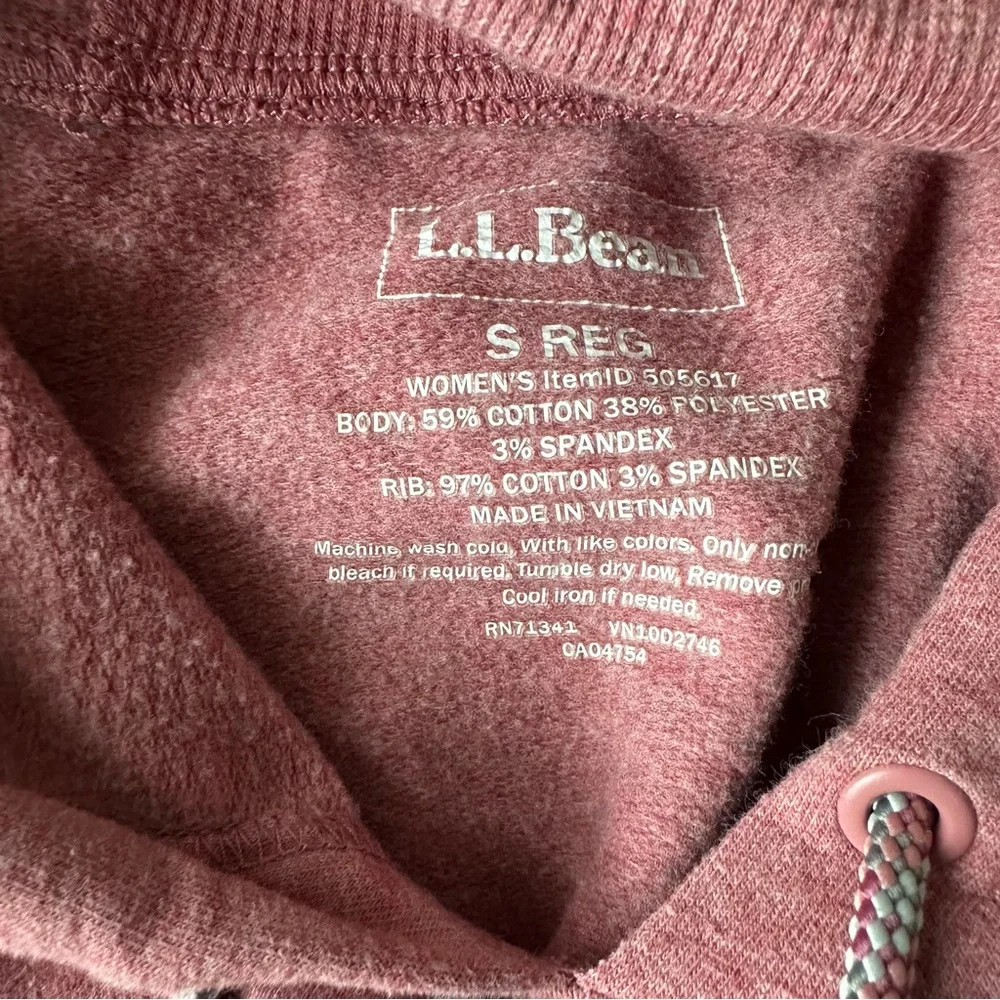 L.L.Bean
S REG
WOMEN'S ItemID 505617
BODY: 59% COTTON 38% POLYESTER
3% SPANDEX
RIB: 97% COTTON 3% SPANDEX
MADE IN VIETNAM
Machine wash cold, With like colors. Only non-
bleach if required. Tumble dry low, Remove
Cool iron if needed.
RN71341 VN10D2746
CA04754